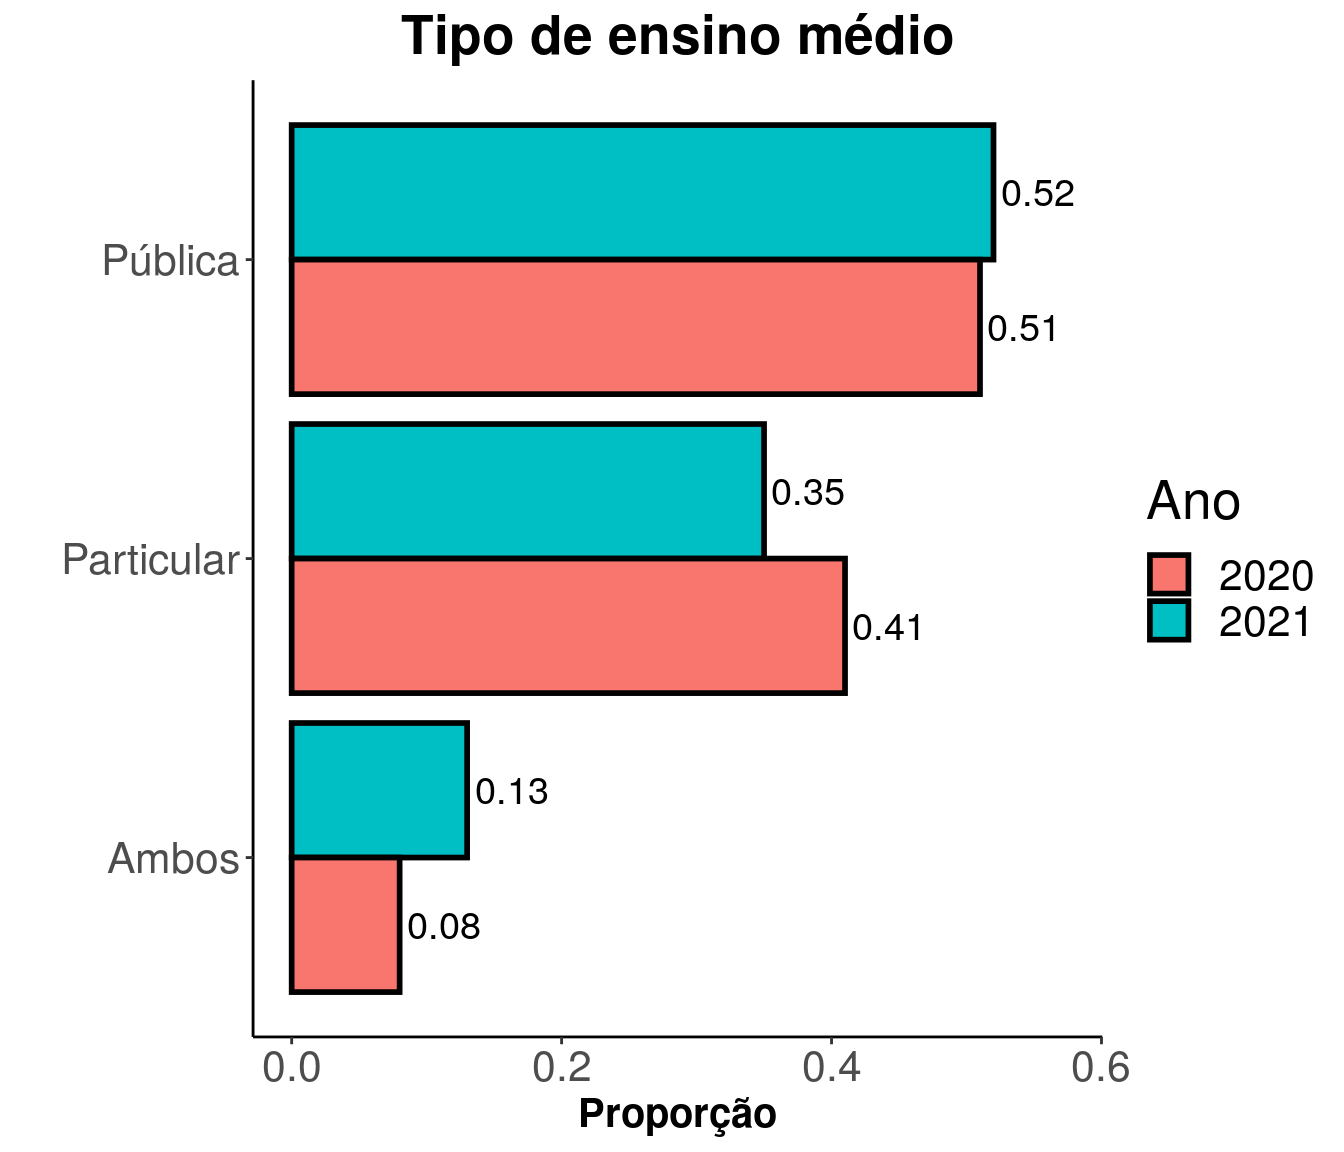 Tipo de ensino médio
Pública
0.52
0.51
Particular
0.35
0.41
Ambos
0.13
0.08
0.0 0.2 0.4 0.6
Proporção
Ano
2020
2021